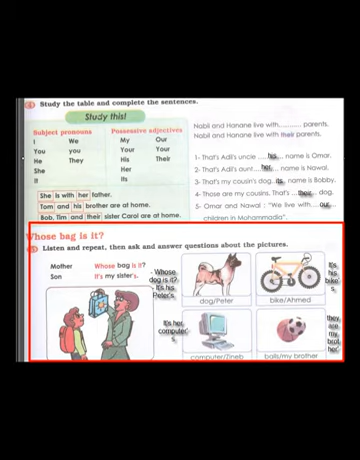 Study the table and complete the sentences.
Study this!
Subject pronouns Possessive adjectives
I We My Our
You you Your Your
He They His Their
She Her
It Its
She is with her father.
Tom and his brother are at home.
Bob, Tim and their sister Carol are at home.
Nabil and Hanane live with........... parents.
Nabil and Hanane live with their parents.
1- That's Adil's uncle ....his... name is Omar.
2- That's Adil's aunt....her... name is Nawal.
3- That's my cousin's dog..its.. name is Bobby.
4- Those are my cousins. That's ...their... dog.
5- Omar and Nawal : "We live with....our
children in Mohammadia".
Whose bag is it?
Listen and repeat, then ask and answer questions about the pictures.
Mother Whose bag is it?
Son It's my sister's.
- Whose
dog is it?
- It's his
Peter's
dog/Peter
bike/Ahmed
It's
his
bike'
s.
It's her
computer'
s.
computer/Zineb
balls/my brother
they
are
my